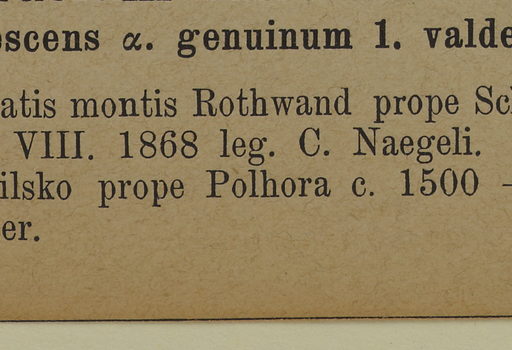 escens α. genuinum 1. valde
atis montis Rothwand prope Sc
VIII. 1868 leg. C. Naegeli.
ilsko prope Polhora c. 1500 –
er.